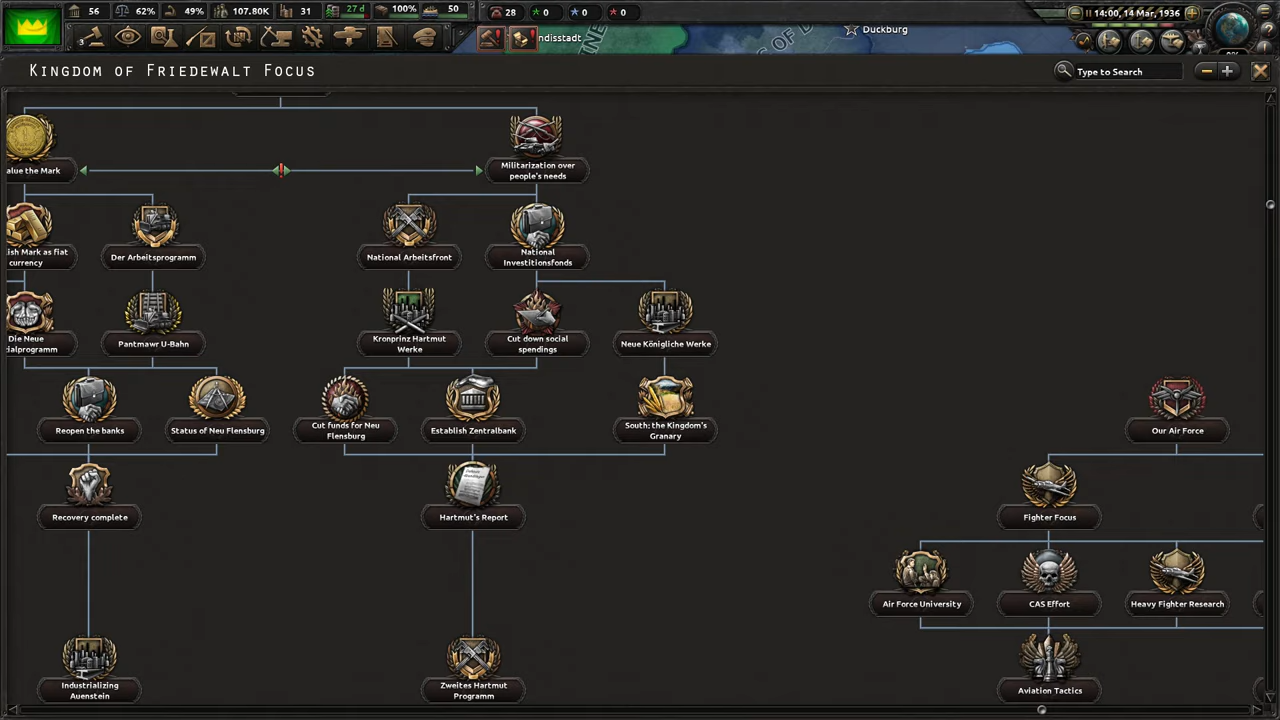 56 62% 49% 107.80K 31 27 d 100% 50 28 0 0 0 14:00, 14 Mar, 1936
3
ndisstadt
Duckburg
Kingdom of Friedewalt Focus
Type to Search
alue the Mark
Militarization over
people's needs
ish Mark as fiat
currency
Der Arbeitsprogramm
National Arbeitsfront
National
Investitionsfonds
Die Neue
ialprogramm
Pantmawr U-Bahn
Kronprinz Hartmut
Werke
Cut down social
spendings
Neue Königliche Werke
Reopen the banks
Status of Neu Flensburg
Cut funds for Neu
Flensburg
Establish Zentralbank
South: the Kingdom's
Granary
Our Air Force
Recovery complete
Hartmut's Report
Fighter Focus
Air Force University
CAS Effort
Heavy Fighter Research
Industrializing
Auenstein
Zweites Hartmut
Programm
Aviation Tactics